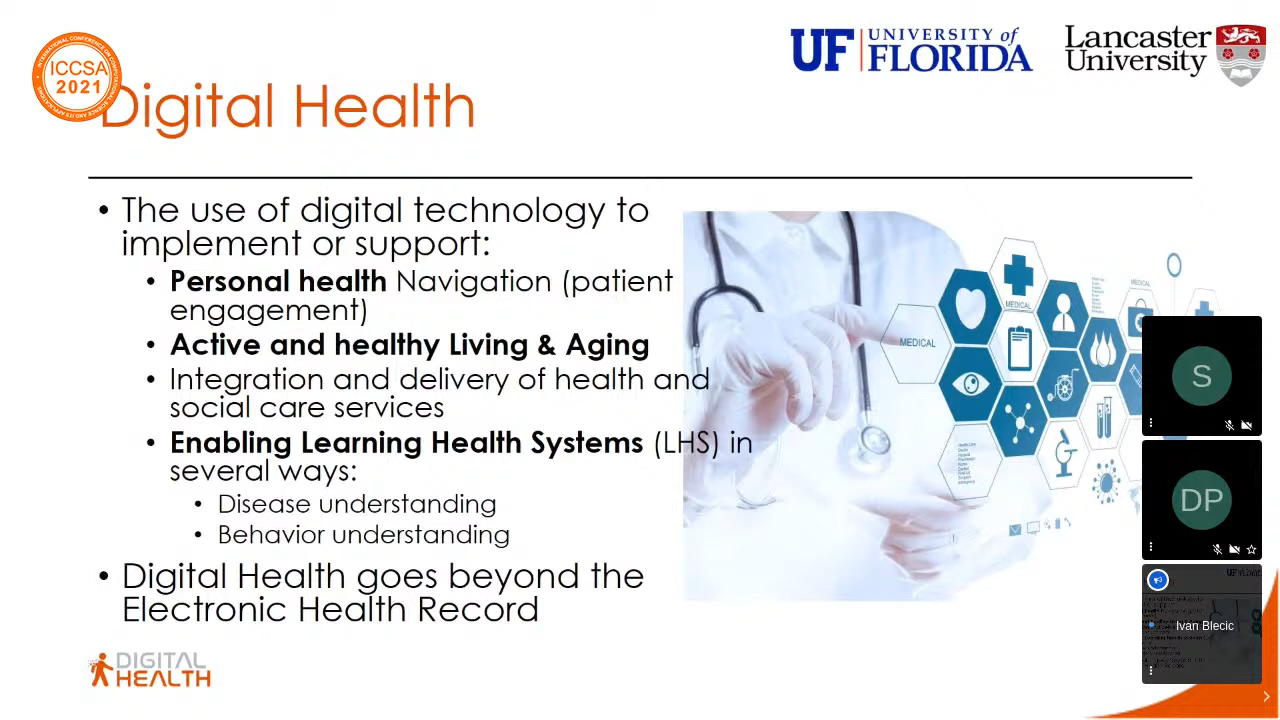 ICCSA
2021
UF UNIVERSITY of
FLORIDA
Lancaster
University
Digital Health
• The use of digital technology to
implement or support:
• Personal health Navigation (patient
engagement)
• Active and healthy Living & Aging
• Integration and delivery of health and
social care services
• Enabling Learning Health Systems (LHS) in
several ways:
• Disease understanding
• Behavior understanding
• Digital Health goes beyond the
Electronic Health Record
MEDICAL
MEDICAL
MEDICAL
S
DP
Ivan Blecic
DIGITAL
HEALTH